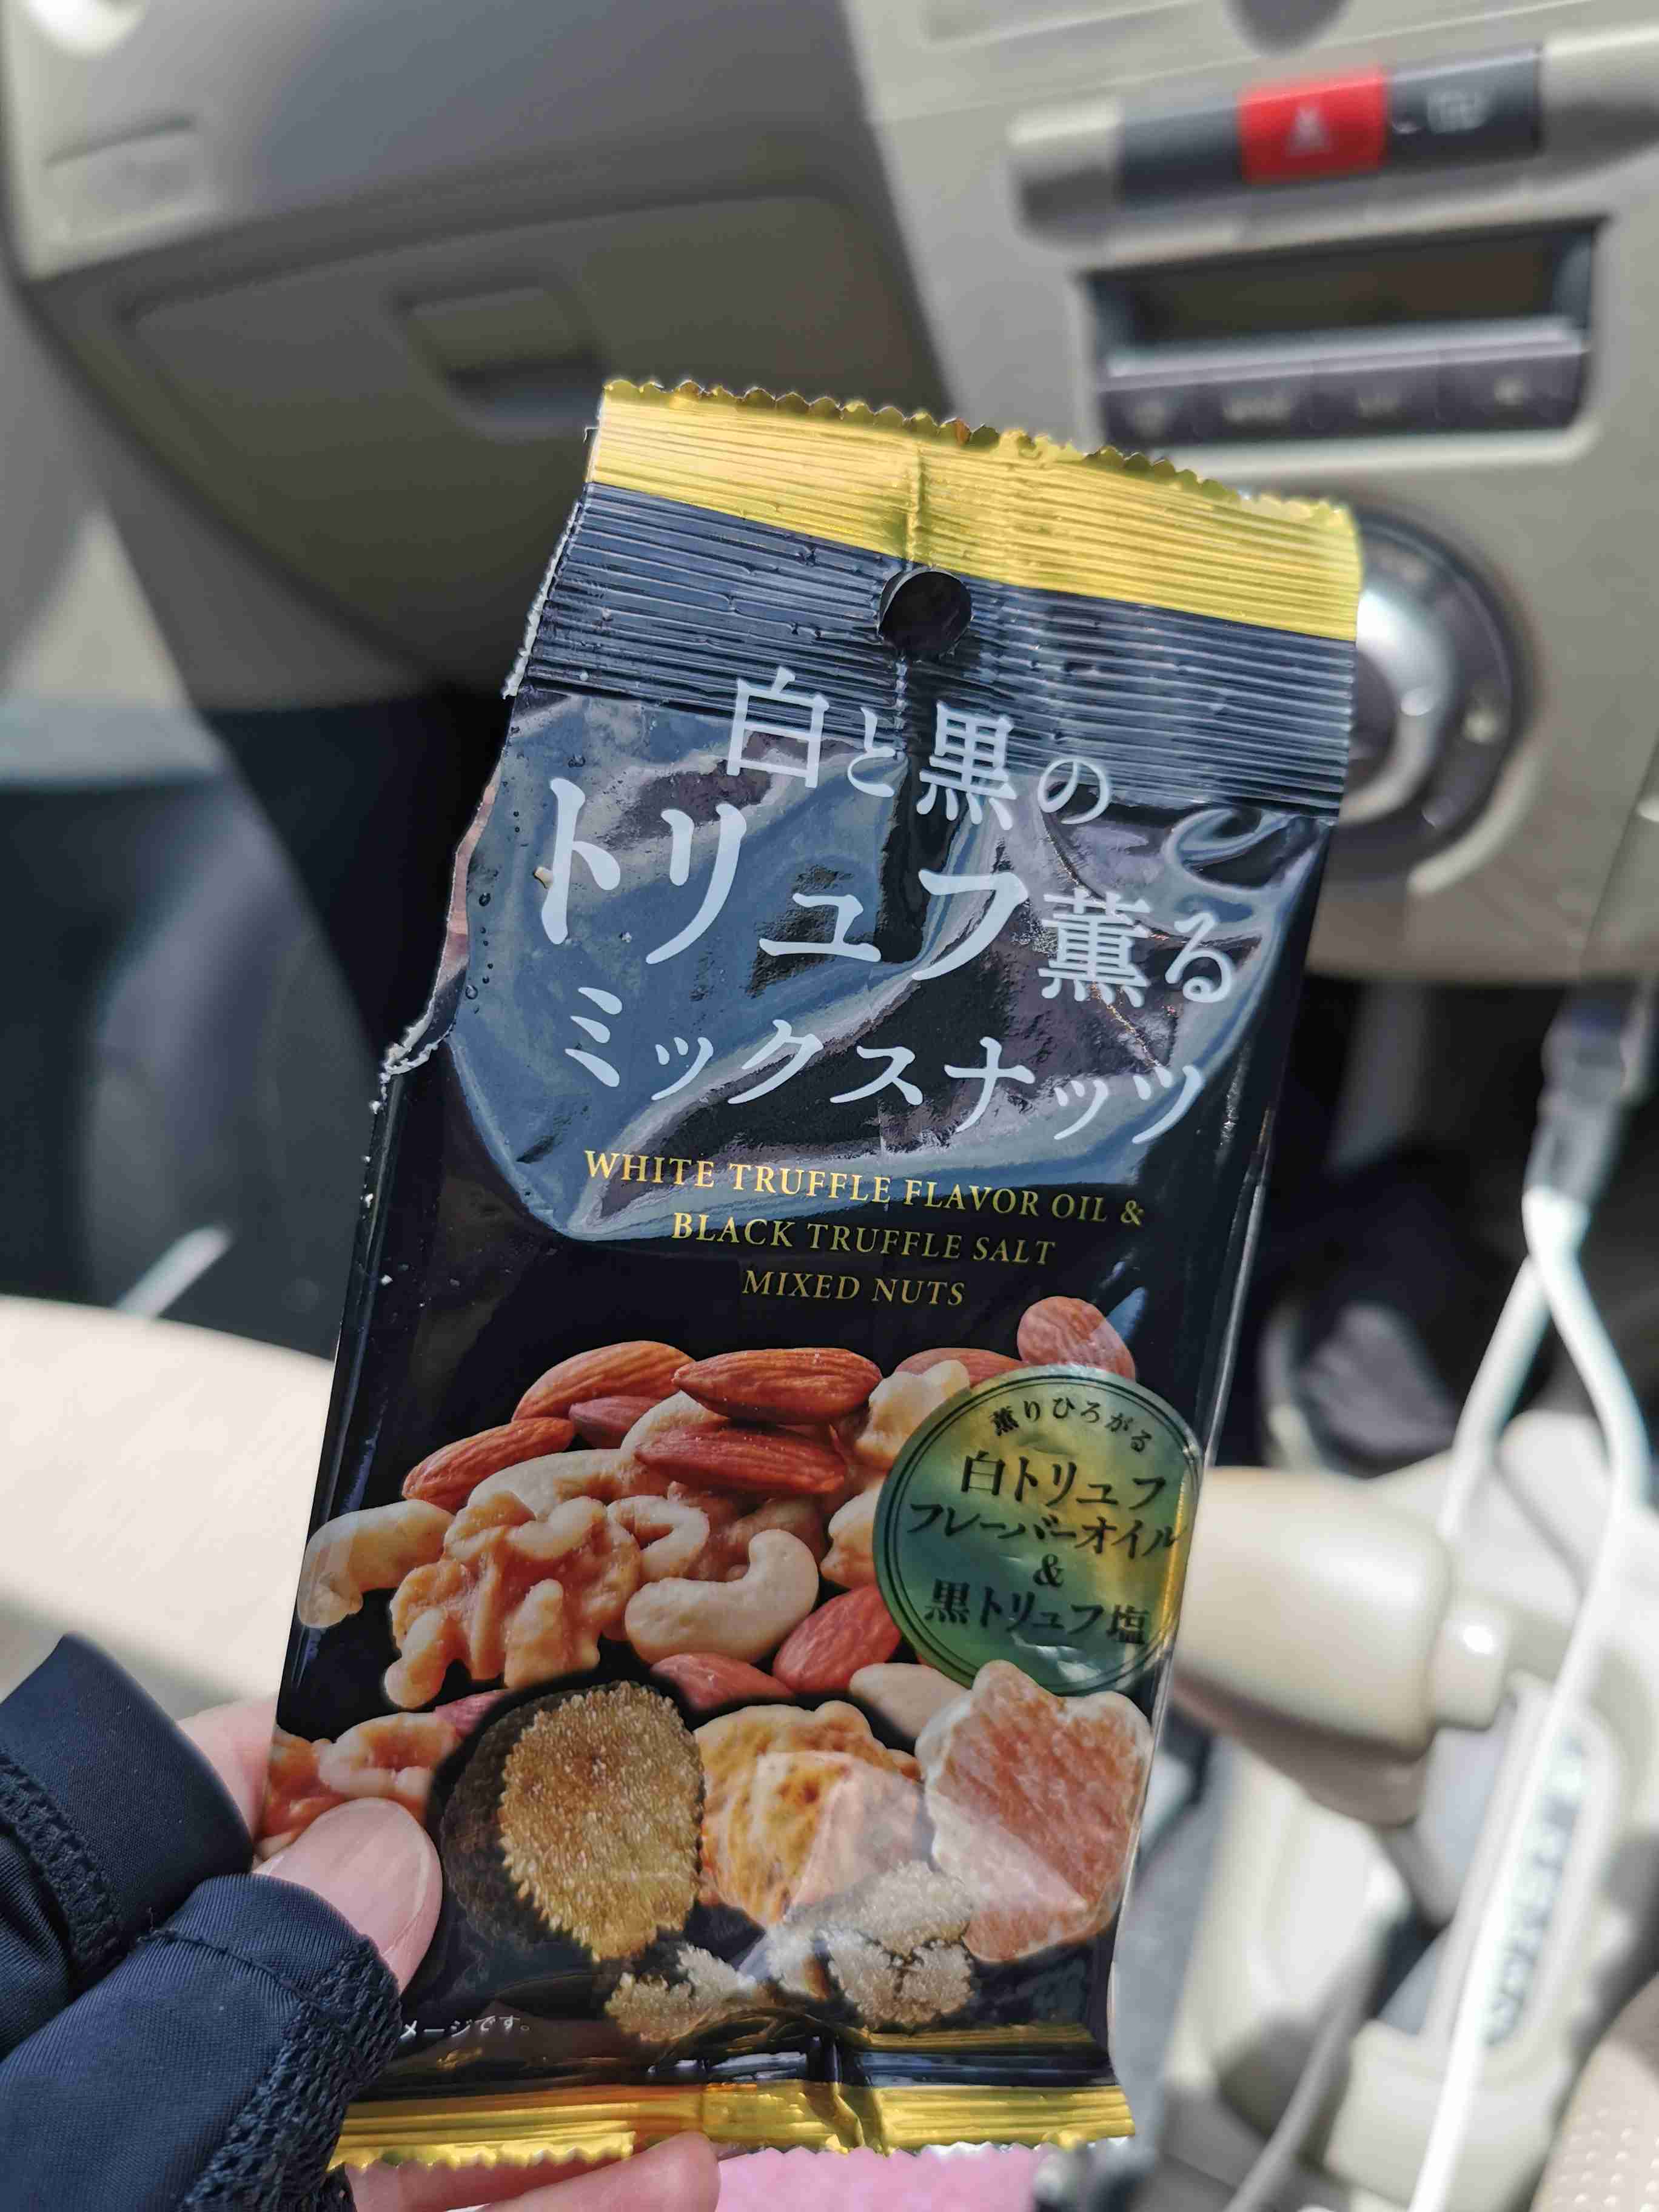 白と黒の
トリュフ薫る
ミックスナッツ
WHITE TRUFFLE FLAVOR OIL &
BLACK TRUFFLE SALT
MIXED NUTS
薫りひろがる
白トリュフ
フレーバーオイル
&
黒トリュフ塩
メージです。